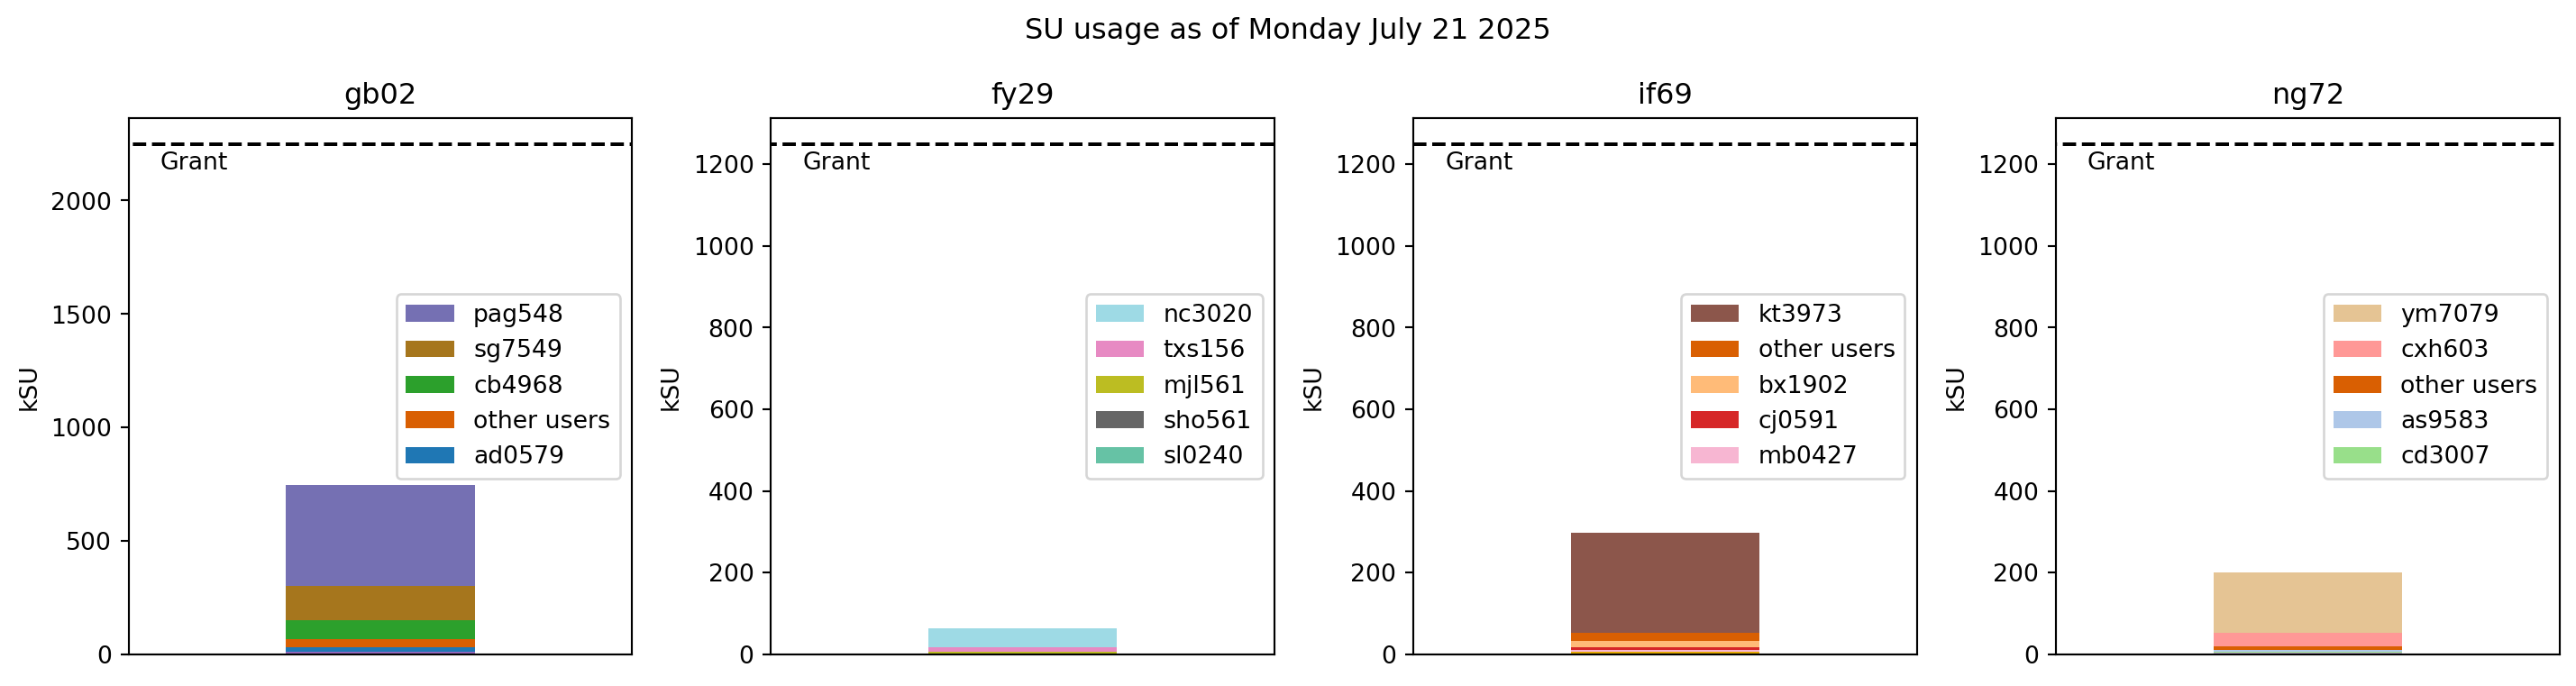 SU usage as of Monday July 21 2025
gb02
kSU
2000
1500
1000
500
0
Grant
pag548
sg7549
cb4968
other users
ad0579
fy29
kSU
1200
1000
800
600
400
200
0
Grant
nc3020
txs156
mjl561
sho561
sl0240
if69
kSU
1200
1000
800
600
400
200
0
Grant
kt3973
other users
bx1902
cj0591
mb0427
ng72
kSU
1200
1000
800
600
400
200
0
Grant
ym7079
cxh603
other users
as9583
cd3007